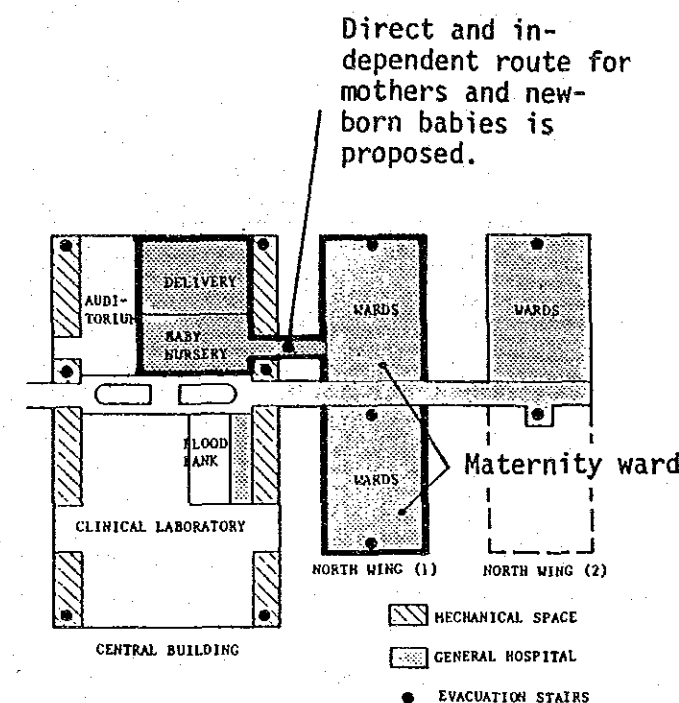 Direct and in-
dependent route for
mothers and new-
born babies is
proposed.
DELIVERY
AUDI-
TORIUM
BABY
NURSERY
WARDS
WARDS
BLOOD
BANK
WARDS
Maternity ward
CLINICAL LABORATORY
NORTH WING (1)
NORTH WING (2)
CENTRAL BUILDING
MECHANICAL SPACE
GENERAL HOSPITAL
EVACUATION STAIRS